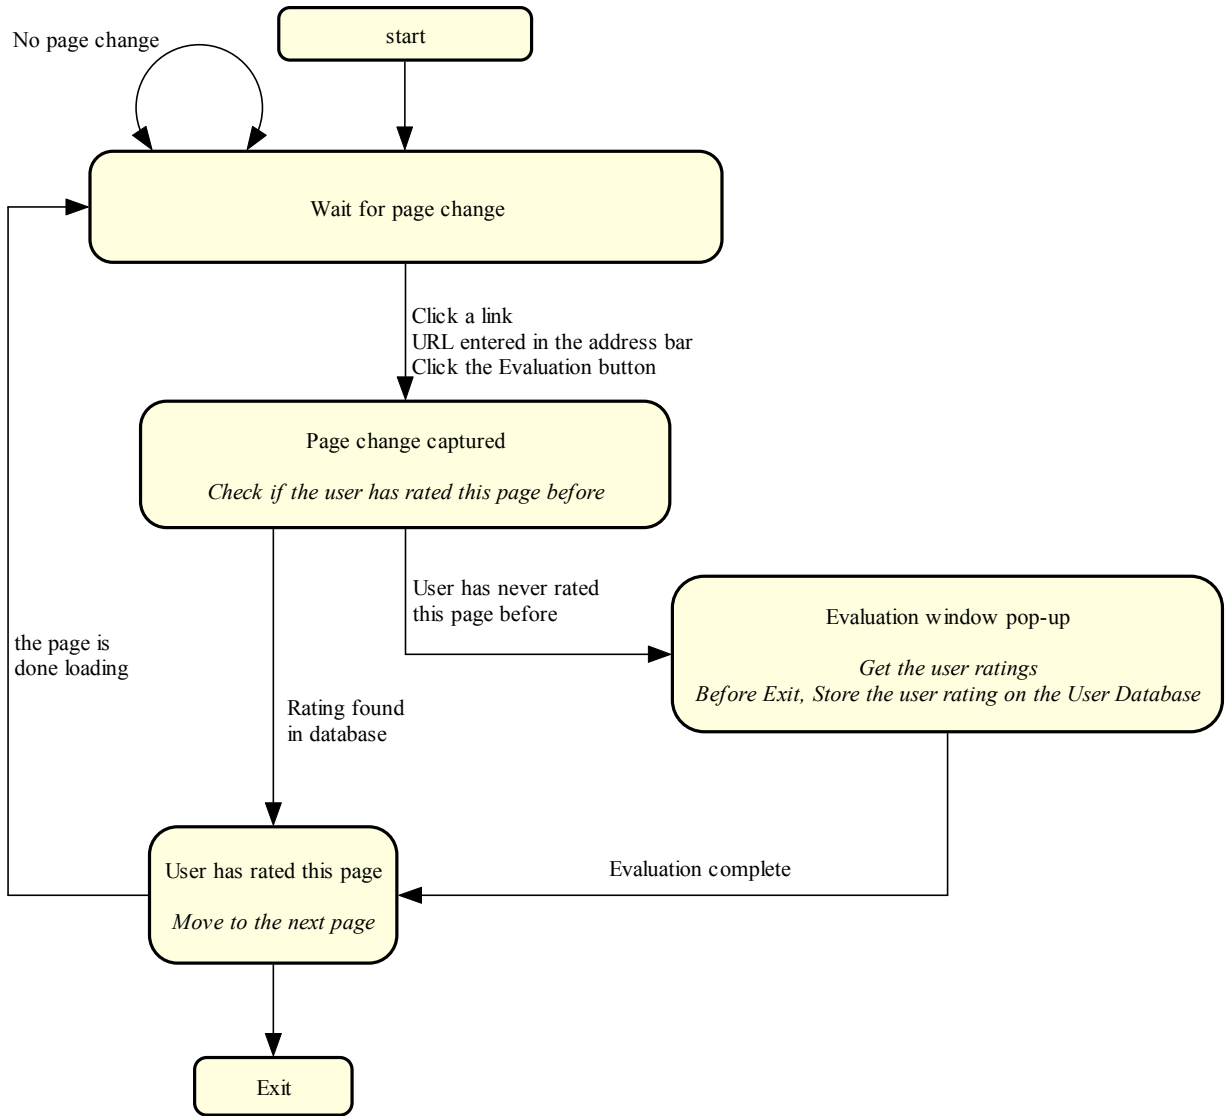 start
No page change
Wait for page change
Click a link
URL entered in the address bar
Click the Evaluation button
Page change captured
Check if the user has rated this page before
User has never rated
this page before
Evaluation window pop-up
Get the user ratings
Before Exit, Store the user rating on the User Database
the page is
done loading
Rating found
in database
User has rated this page
Move to the next page
Evaluation complete
Exit